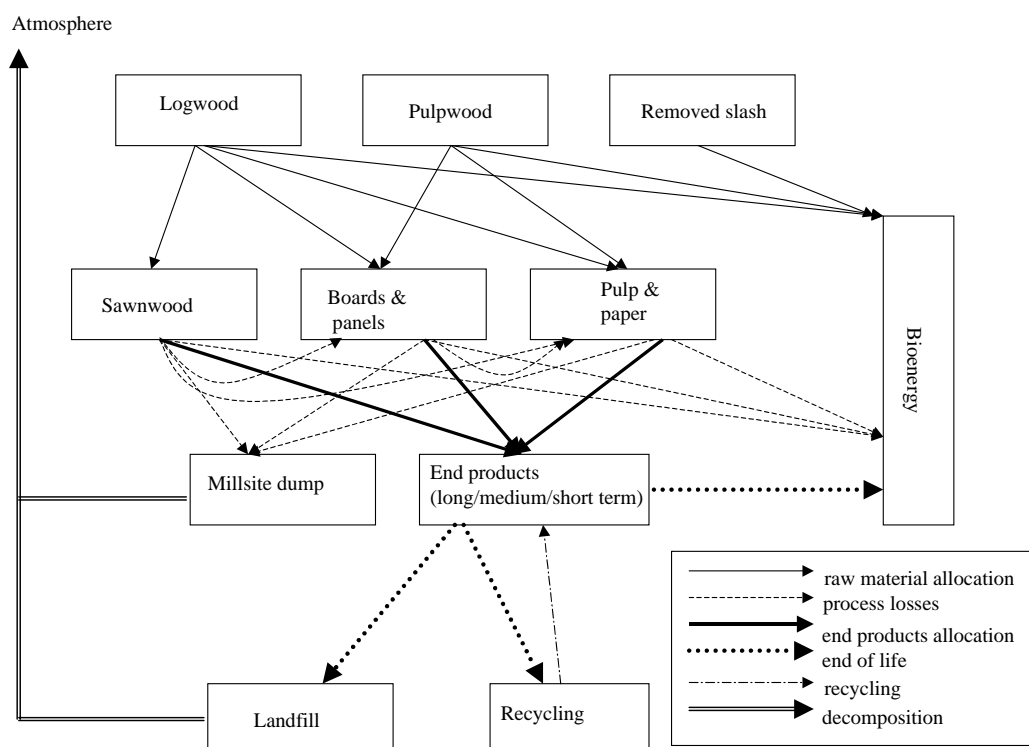 Atmosphere
Logwood
Pulpwood
Removed slash
Sawnwood
Boards &
panels
Pulp &
paper
Bioenergy
Millsite dump
End products
(long/medium/short term)
raw material allocation
process losses
end products allocation
end of life
recycling
decomposition
Landfill
Recycling